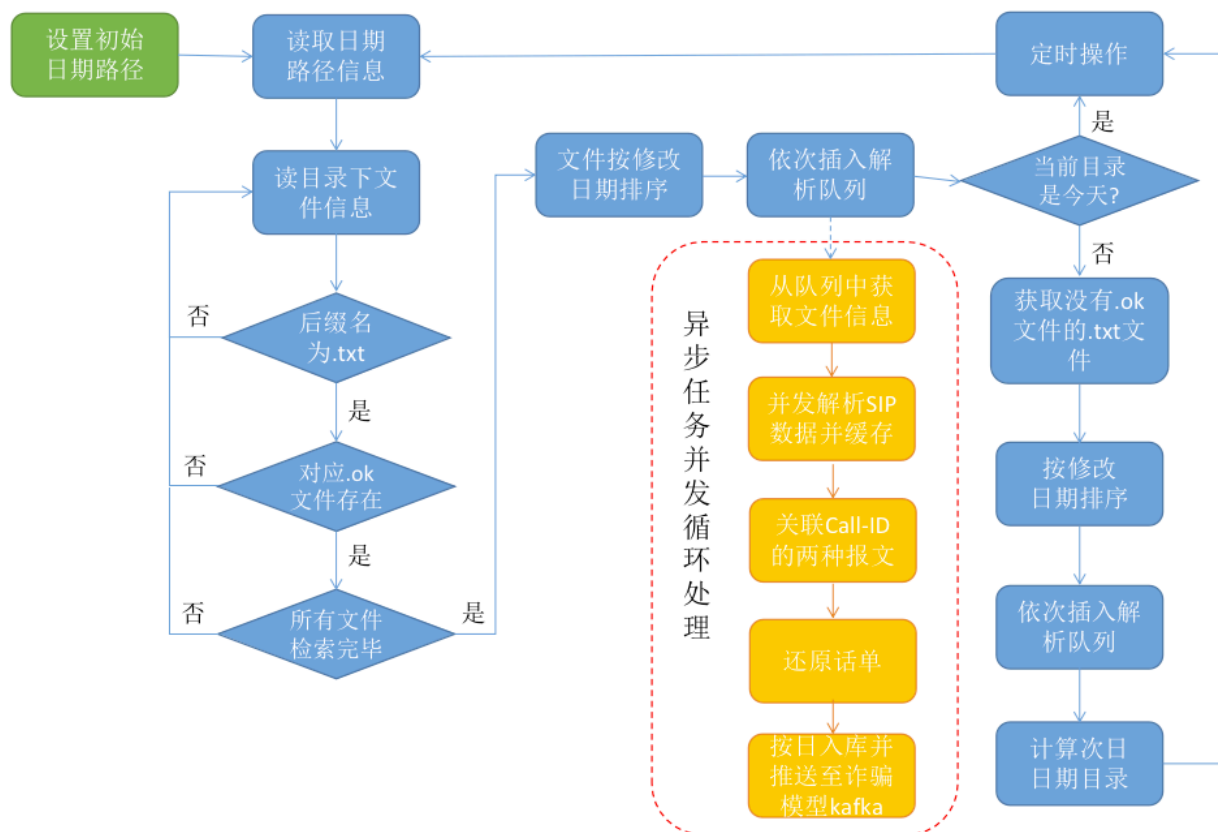 设置初始
日期路径
读取日期
路径信息
定时操作
是
读目录下文
件信息
文件按修改
日期排序
依次插入解
析队列
当前目录
是今天?
否
后缀名
为.txt
否
是
对应.ok
文件存在
否
是
所有文件
检索完毕
否
是
异步任务并发循环处理
从队列中获
取文件信息
并发解析SIP
数据并缓存
关联Call-ID
的两种报文
还原话单
按日入库并
推送至诈骗
模型kafka
获取没有.ok
文件的.txt文
件
按修改
日期排序
依次插入解
析队列
计算次日
日期目录